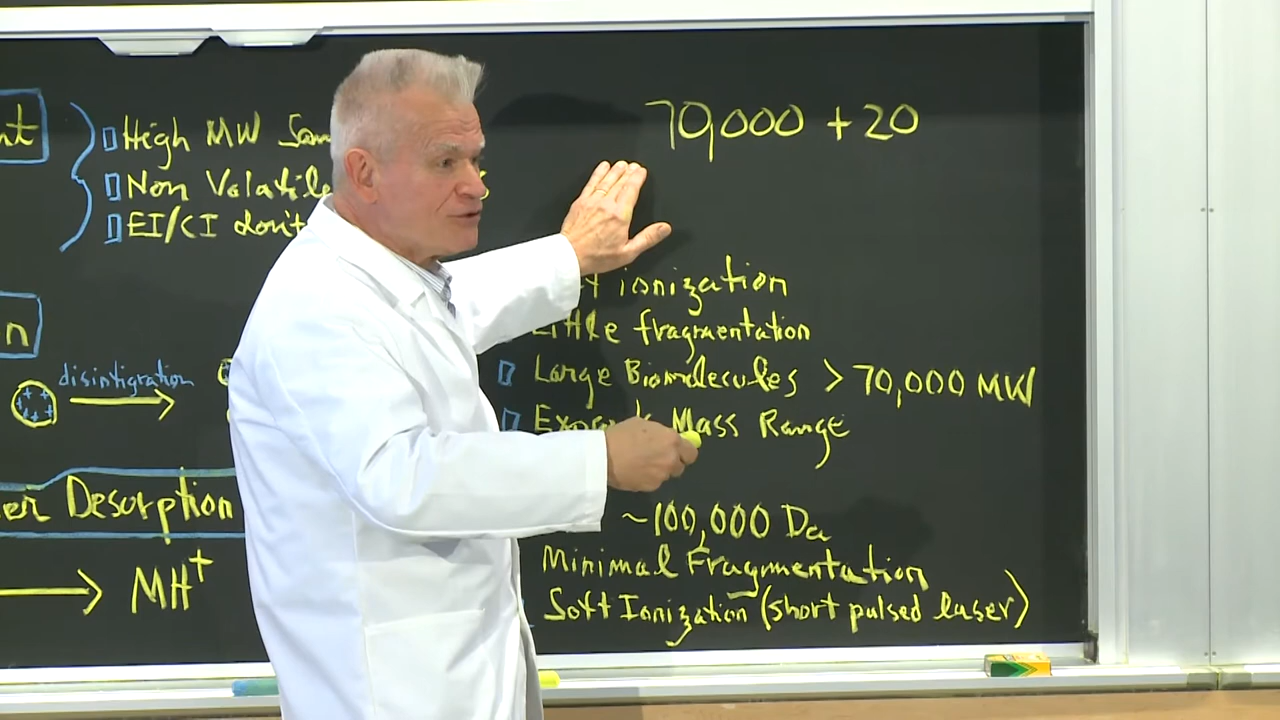 High MW
Non Volatile
EI/CI don't
70,000 + 20
ionization
Little fragmentation
Large Biomolecules > 70,000 MW
Mass Range
disintigration
Desorption
MH+
~100,000 Da
Minimal Fragmentation
Soft Ionization (short pulsed laser)